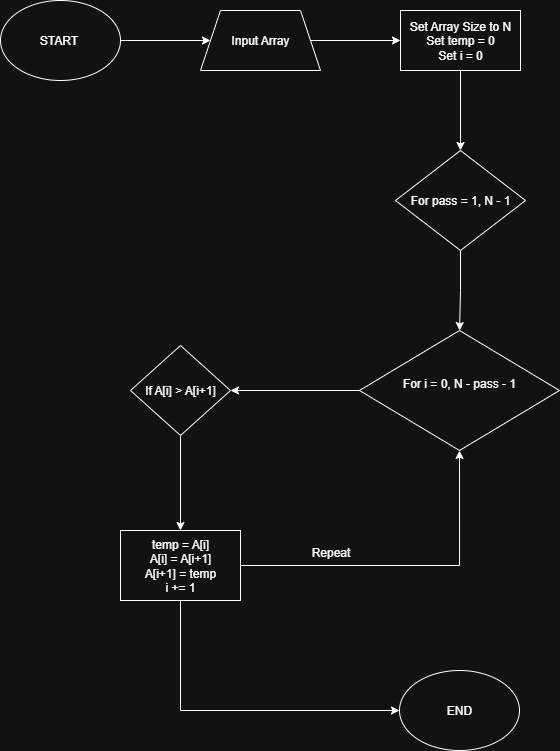 START
Input Array
Set Array Size to N
Set temp = 0
Set i = 0
For pass = 1, N - 1
For i = 0, N - pass - 1
If A[i] > A[i+1]
temp = A[i]
A[i] = A[i+1]
A[i+1] = temp
i += 1
Repeat
END